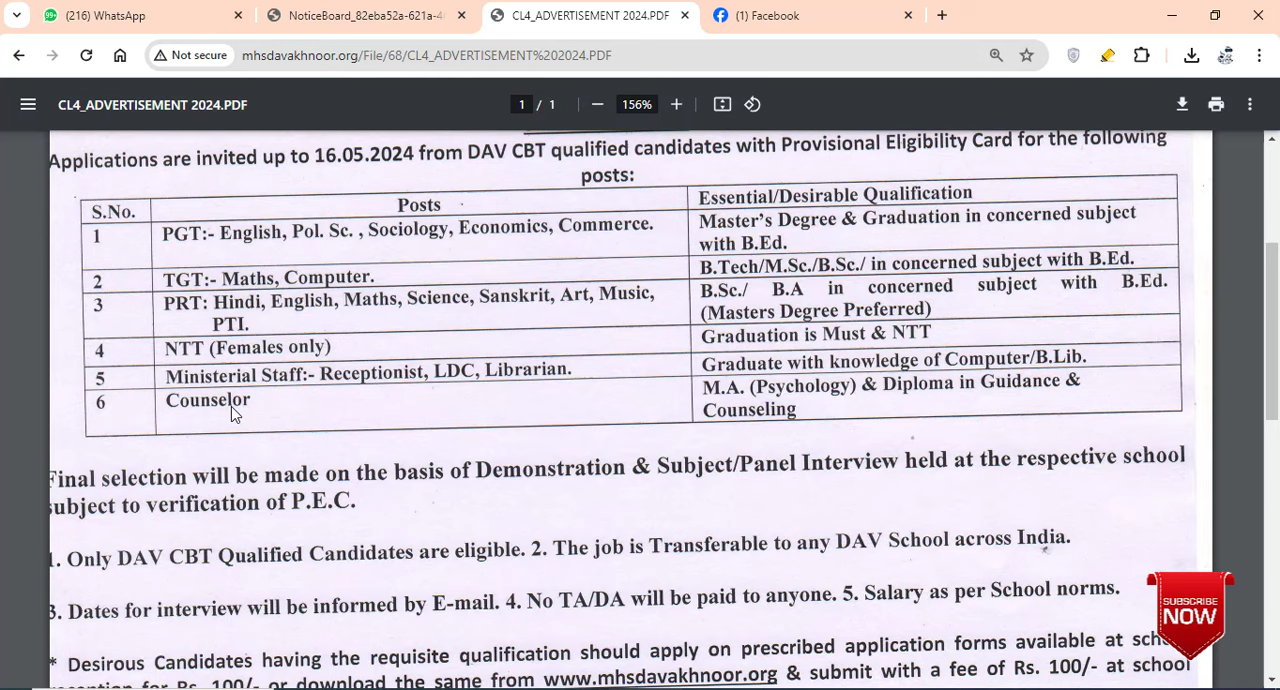 (216) WhatsApp
NoticeBoard_82eba52a-621a-4
CL4_ADVERTISEMENT 2024.PDF
(1) Facebook
99+
Not secure
mhsdavakhnoor.org/File/68/CL4_ADVERTISEMENT%202024.PDF
CL4_ADVERTISEMENT 2024.PDF
1 / 1
156%
Applications are invited up to 16.05.2024 from DAV CBT qualified candidates with Provisional Eligibility Card for the following
posts:
S.No. Posts Essential/Desirable Qualification
1 PGT:- English, Pol. Sc. , Sociology, Economics, Commerce. Master's Degree & Graduation in concerned subject
with B.Ed.
2 TGT:- Maths, Computer. B.Tech/M.Sc./B.Sc./ in concerned subject with B.Ed.
3 PRT: Hindi, English, Maths, Science, Sanskrit, Art, Music, B.Sc./ B.A in concerned subject with B.Ed.
PTI. (Masters Degree Preferred)
4 NTT (Females only) Graduation is Must & NTT
5 Ministerial Staff:- Receptionist, LDC, Librarian. Graduate with knowledge of Computer/B.Lib.
6 Counselor M.A. (Psychology) & Diploma in Guidance &
Counseling
Final selection will be made on the basis of Demonstration & Subject/Panel Interview held at the respective school
subject to verification of P.E.C.
1. Only DAV CBT Qualified Candidates are eligible. 2. The job is Transferable to any DAV School across India.
3. Dates for interview will be informed by E-mail. 4. No TA/DA will be paid to anyone. 5. Salary as per School norms.
* Desirous Candidates having the requisite qualification should apply on prescribed application forms available at
for Rs. 100/- or download the same from www.mhsdavakhnoor.org & submit with a fee of Rs. 100/- at school
SUBSCRIBE
NOW